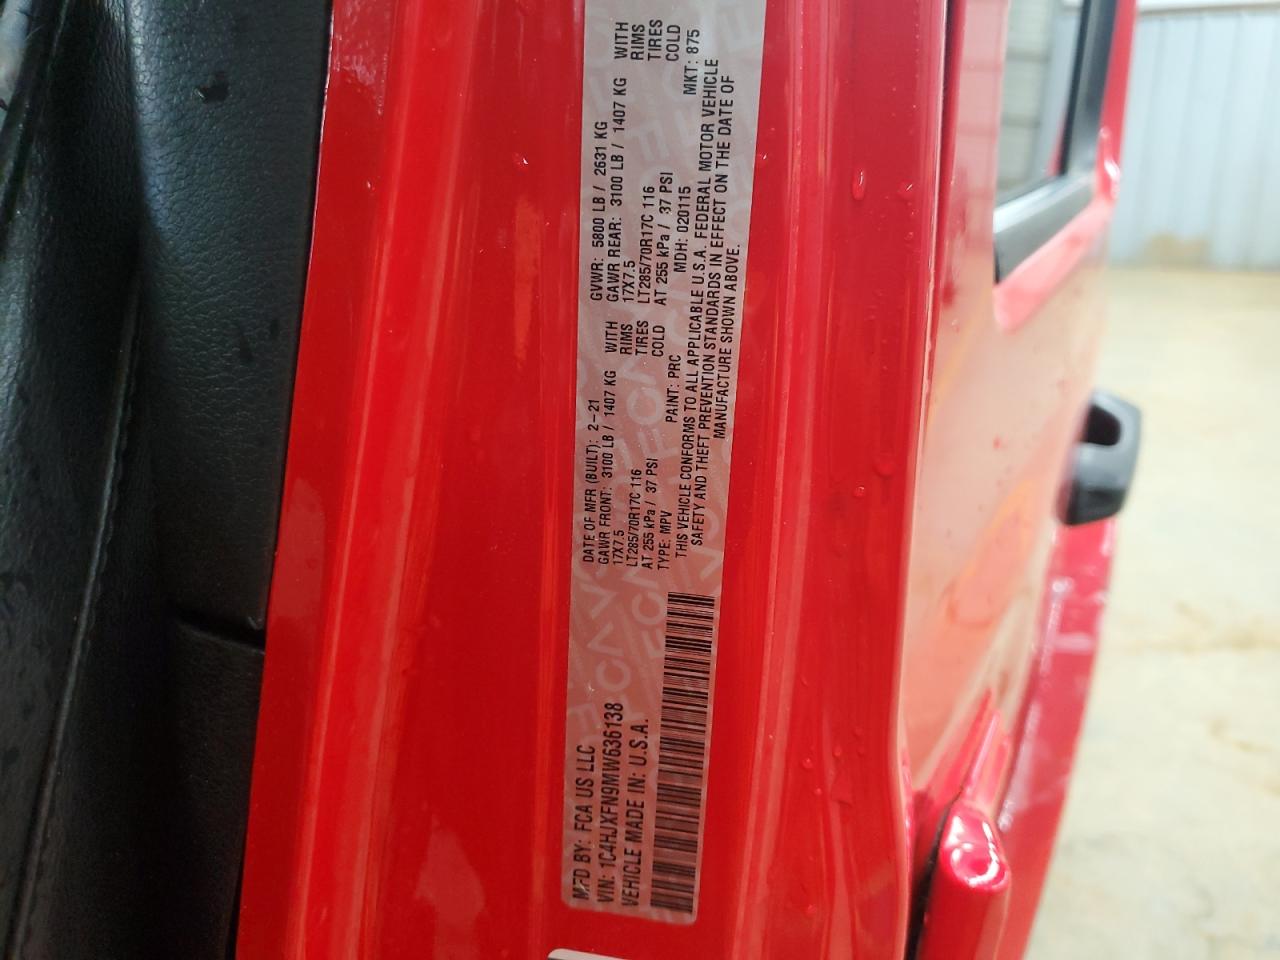 MFD BY: FCA US LLC
VIN: 1C4HJXFN9MW636138
VEHICLE MADE IN: U.S.A.
DATE OF MFR (BUILT): 2-21 GVWR: 5800 LB / 2631 KG
GAWR FRONT: 3100 LB / 1407 KG WITH GAWR REAR: 3100 LB / 1407 KG WITH
17X7.5 RIMS 17X7.5 RIMS
LT285/70R17C 116 TIRES LT285/70R17C 116 TIRES
AT 255 kPa / 37 PSI COLD AT 255 kPa / 37 PSI COLD
TYPE: MPV PAINT: PRC MDH: 020115 MKT: 875
THIS VEHICLE CONFORMS TO ALL APPLICABLE U.S.A. FEDERAL MOTOR VEHICLE
SAFETY AND THEFT PREVENTION STANDARDS IN EFFECT ON THE DATE OF
MANUFACTURE SHOWN ABOVE.